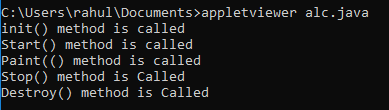 C:\Users\rahul\Documents>appletviewer alc.java
init() method is called
Start() method is called
Paint(() method is called
Stop() method is Called
Destroy() method is Called